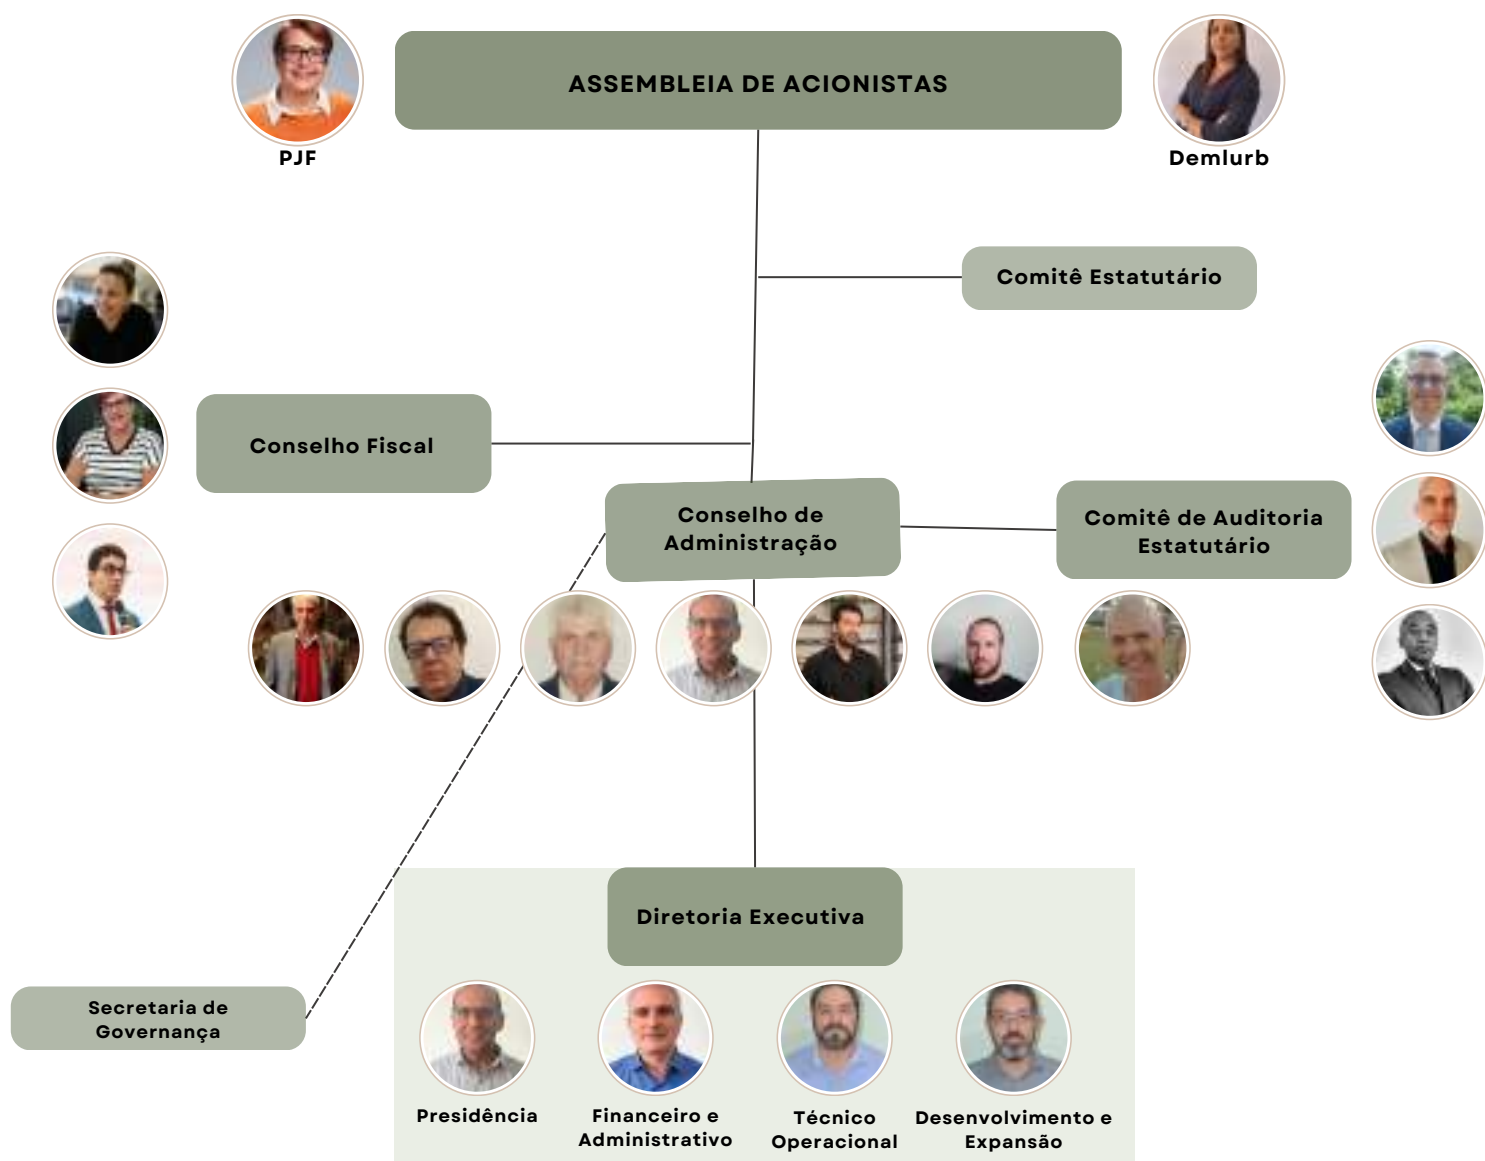 ASSEMBLEIA DE ACIONISTAS
PJF
Demlurb
Comitê Estatutário
Conselho Fiscal
Conselho de
Administração
Comitê de Auditoria
Estatutário
Diretoria Executiva
Secretaria de
Governança
Presidência
Financeiro e
Administrativo
Técnico
Operacional
Desenvolvimento e
Expansão